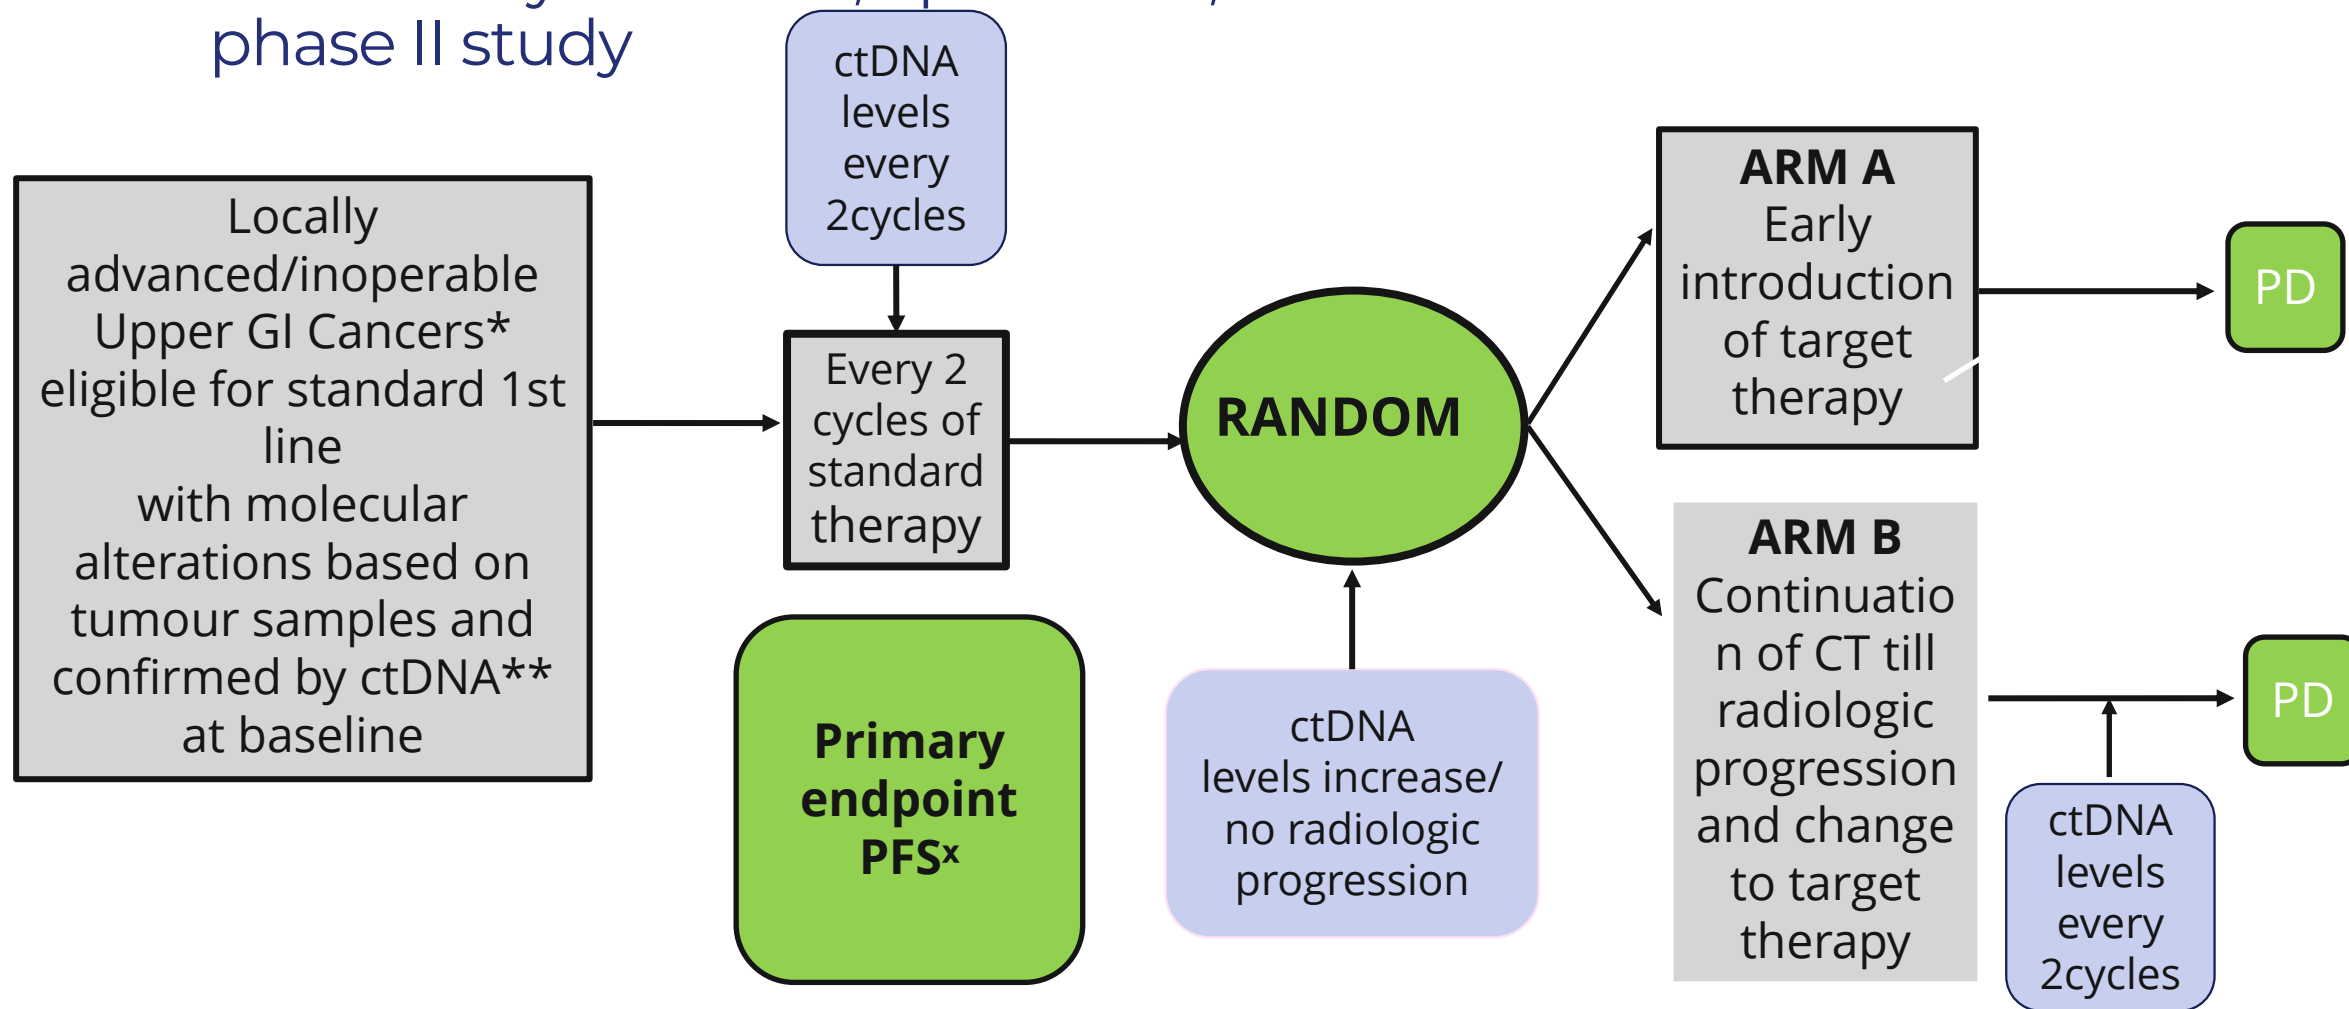 phase II study
ctDNA
levels
every
2cycles
Locally
advanced/inoperable
Upper GI Cancers*
eligible for standard 1st
line
with molecular
alterations based on
tumour samples and
confirmed by ctDNA**
at baseline
Every 2
cycles of
standard
therapy
Primary
endpoint
PFSˣ
RANDOM
ctDNA
levels increase/
no radiologic
progression
ARM A
Early
introduction
of target
therapy
PD
ARM B
Continuatio
n of CT till
radiologic
progression
and change
to target
therapy
ctDNA
levels
every
2cycles
PD